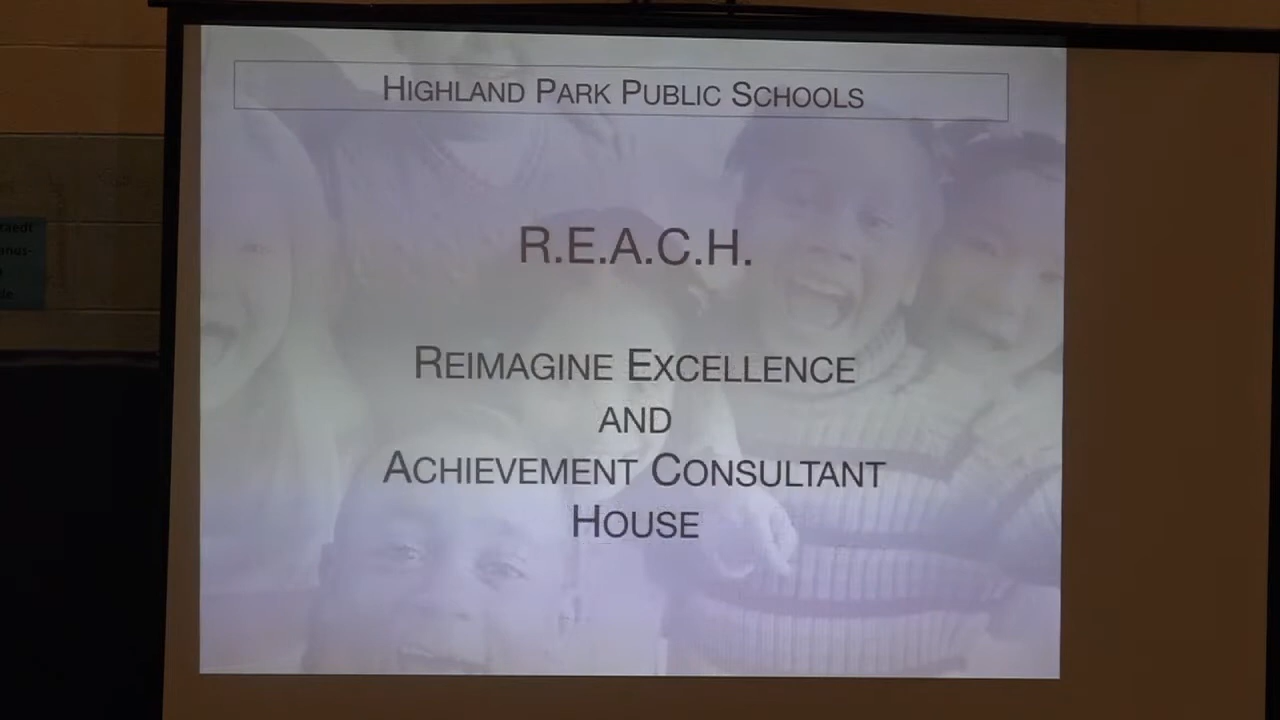 HIGHLAND PARK PUBLIC SCHOOLS
R.E.A.C.H.
REIMAGINE EXCELLENCE
AND
ACHIEVEMENT CONSULTANT
HOUSE